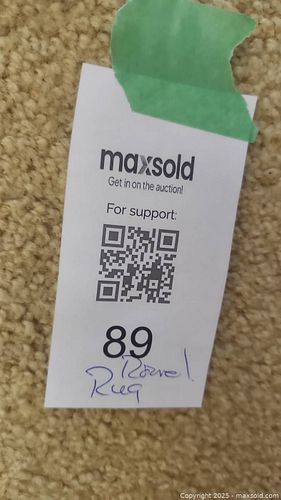 maxsold
Get in on the auction!
For support:
89
Rug
Copyright © 2025 - maxsold.com